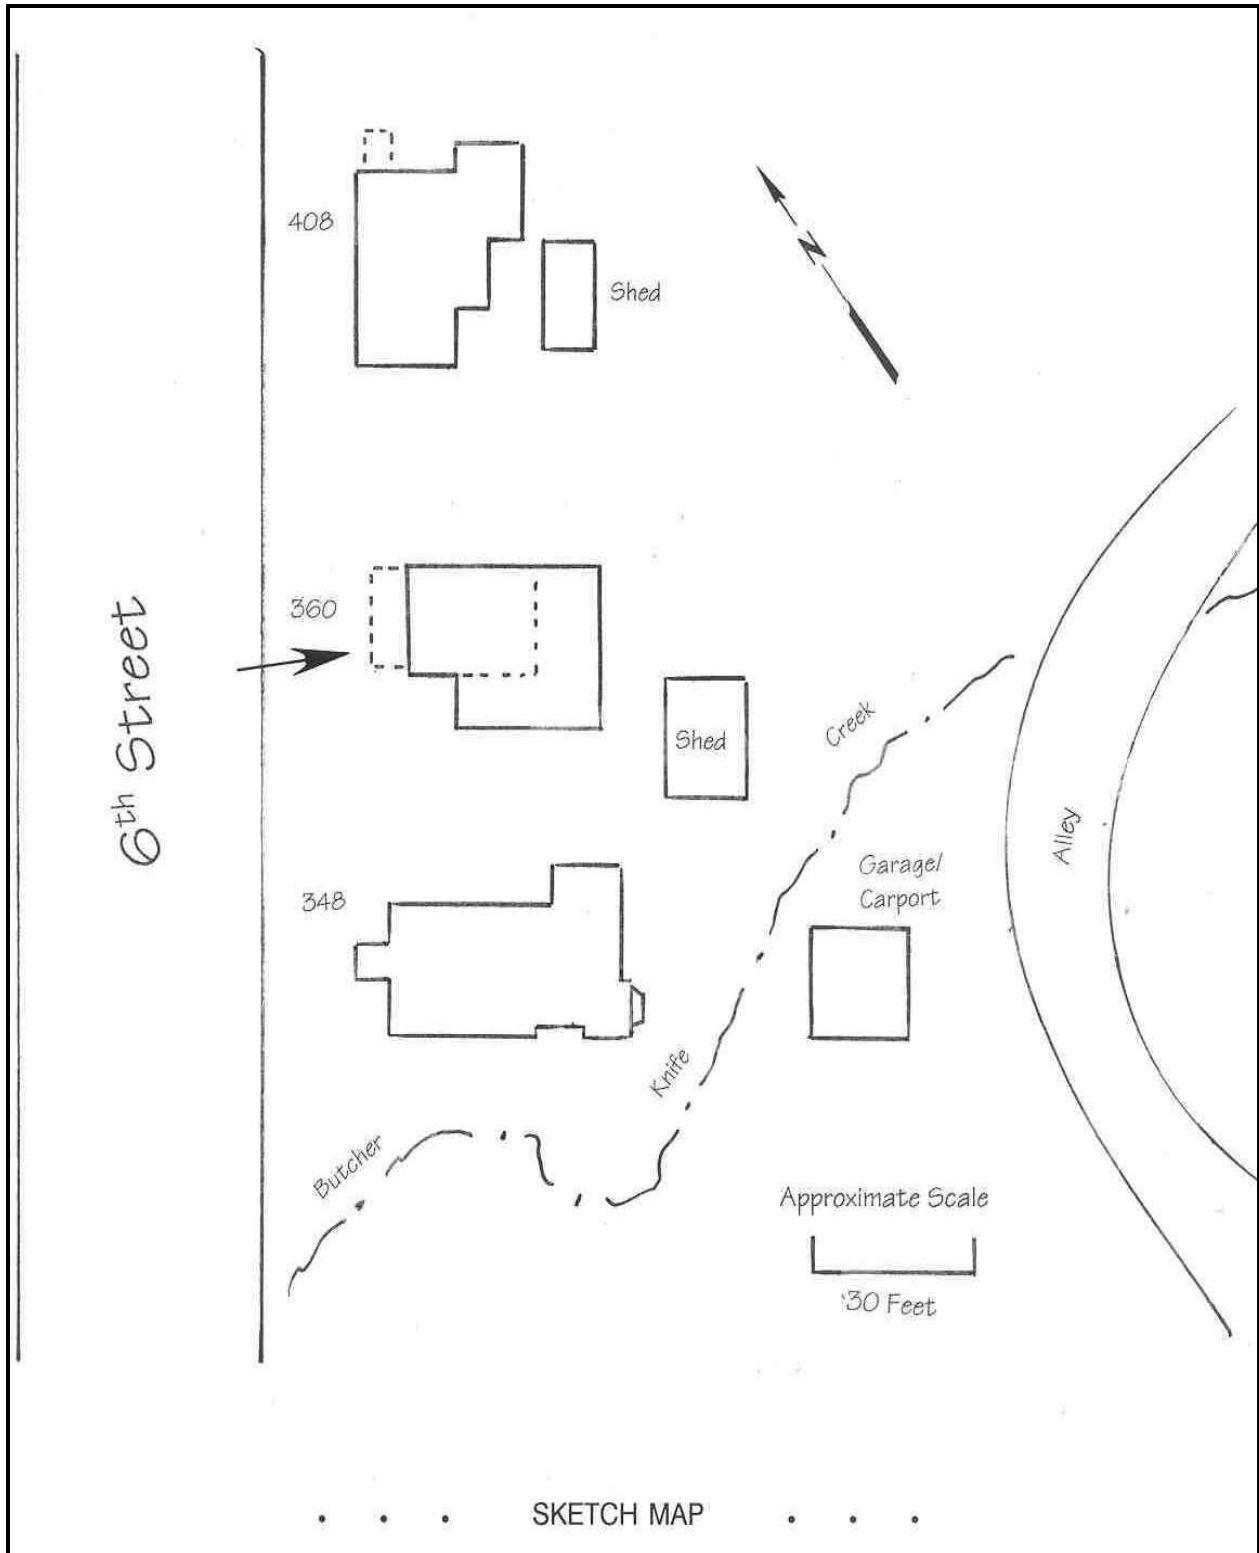 408
Shed
N
360
6th Street
Shed
Creek
Alley
Garage/
Carport
348
Knife
Butcher
Approximate Scale
'30 Feet
SKETCH MAP